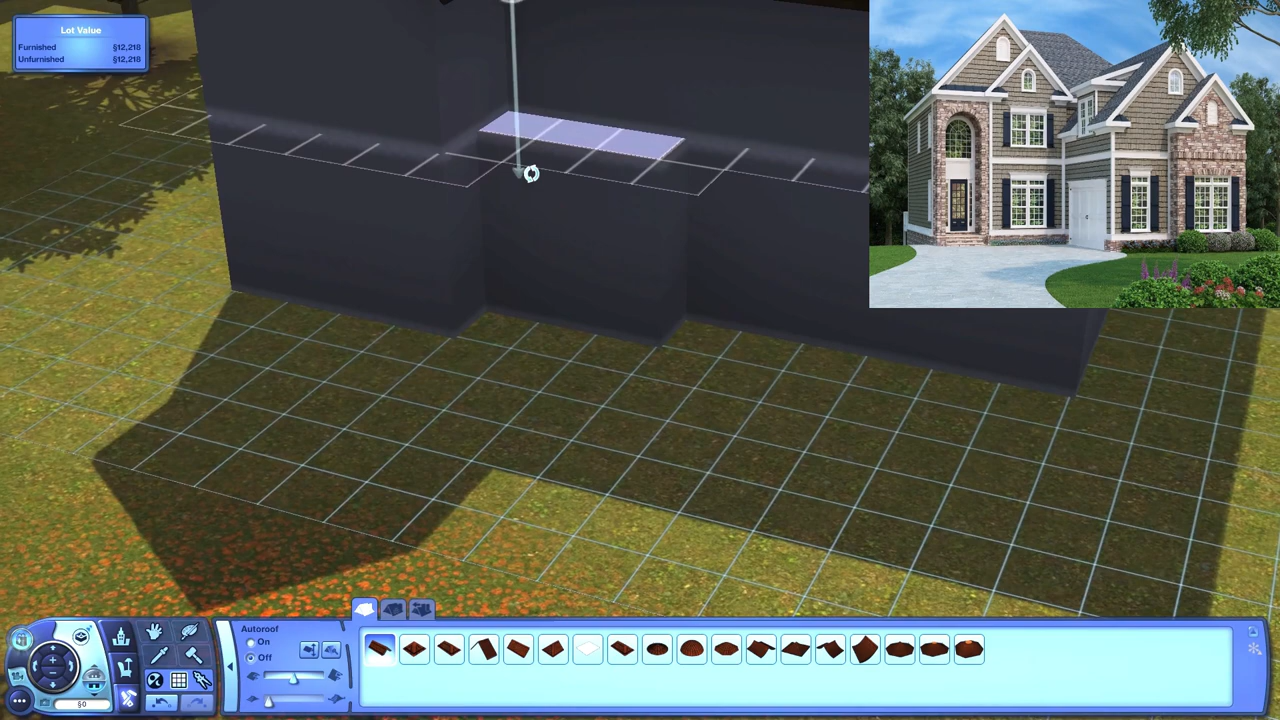 Lot Value
Furnished §12,218
Unfurnished §12,218
Autoroof
On
Off
§0